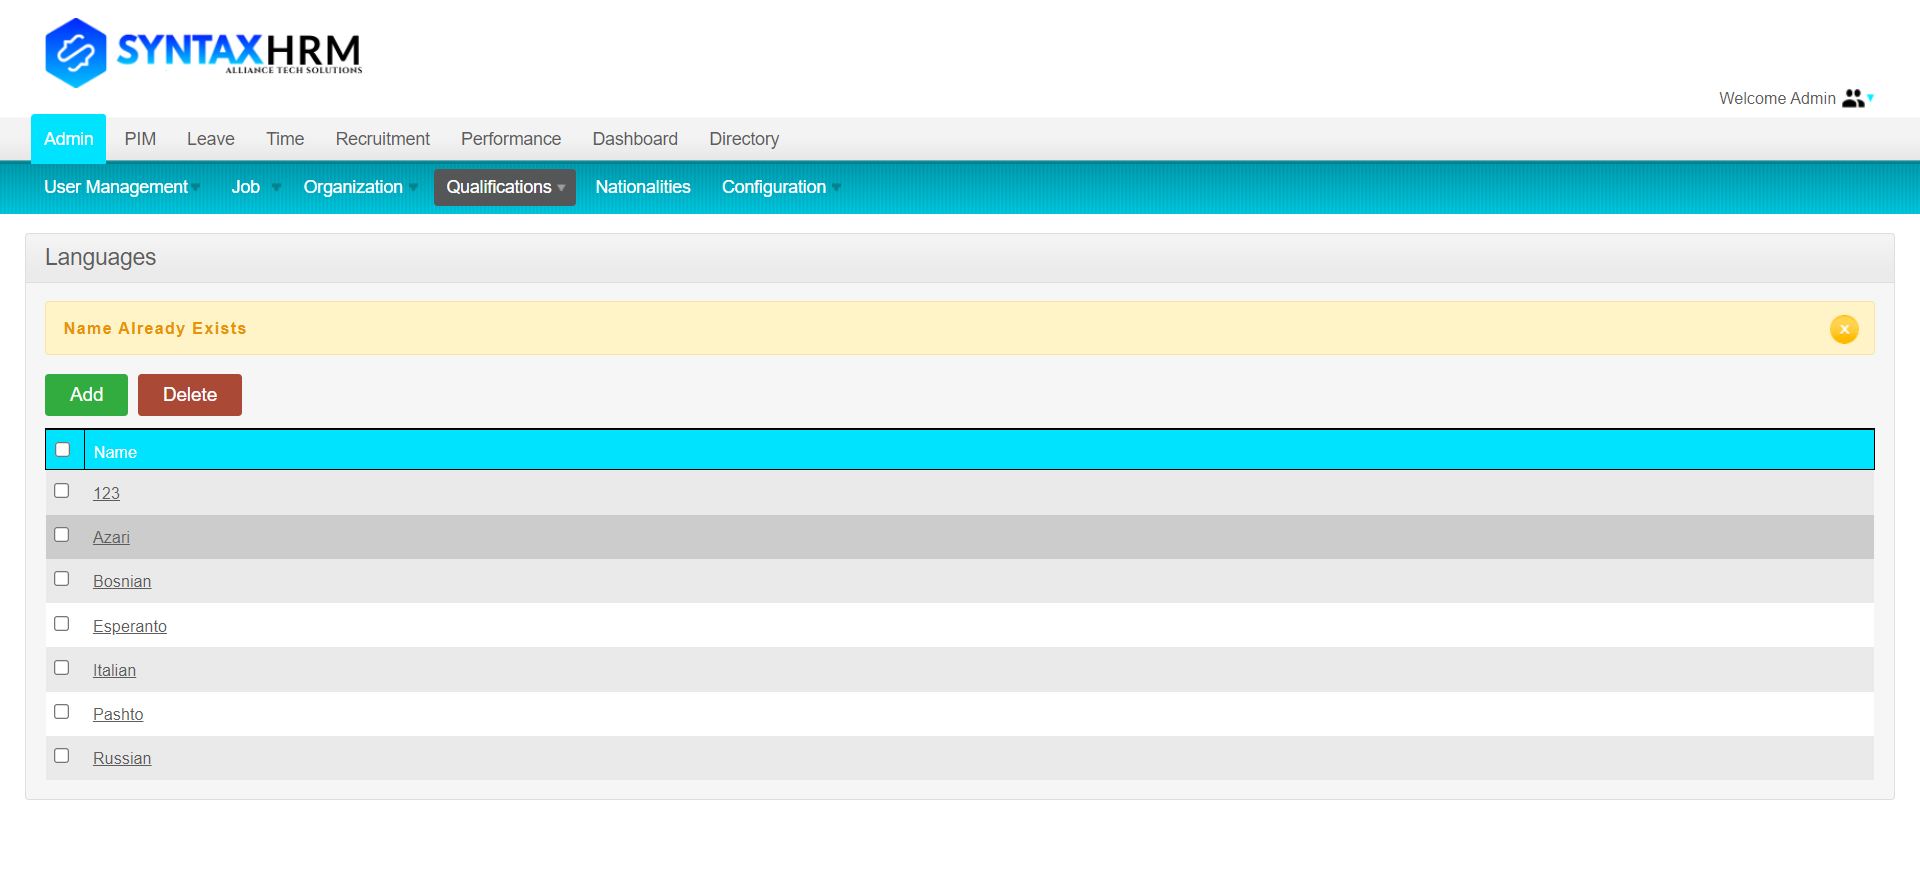 SYNTAXHRM
ALLIANCE TECH SOLUTIONS
Welcome Admin
Admin PIM Leave Time Recruitment Performance Dashboard Directory
User Management Job Organization Qualifications Nationalities Configuration
Languages
Name Already Exists
Add Delete
Name
123
Azari
Bosnian
Esperanto
Italian
Pashto
Russian